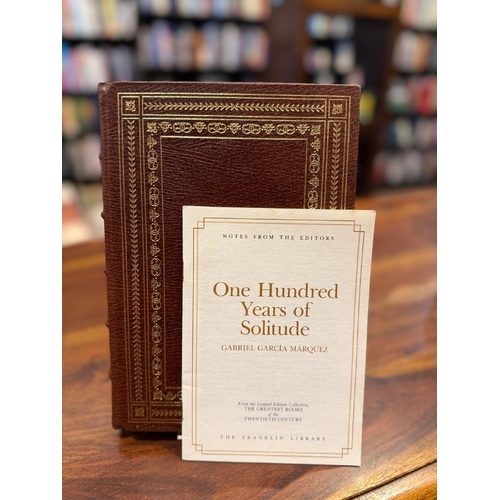 NOTES FROM THE EDITORS
One Hundred
Years of
Solitude
GABRIEL GARCÍA MÁRQUEZ
From the Limited Edition Collection,
THE GREATEST BOOKS
of the
TWENTIETH CENTURY
THE FRANKLIN LIBRARY